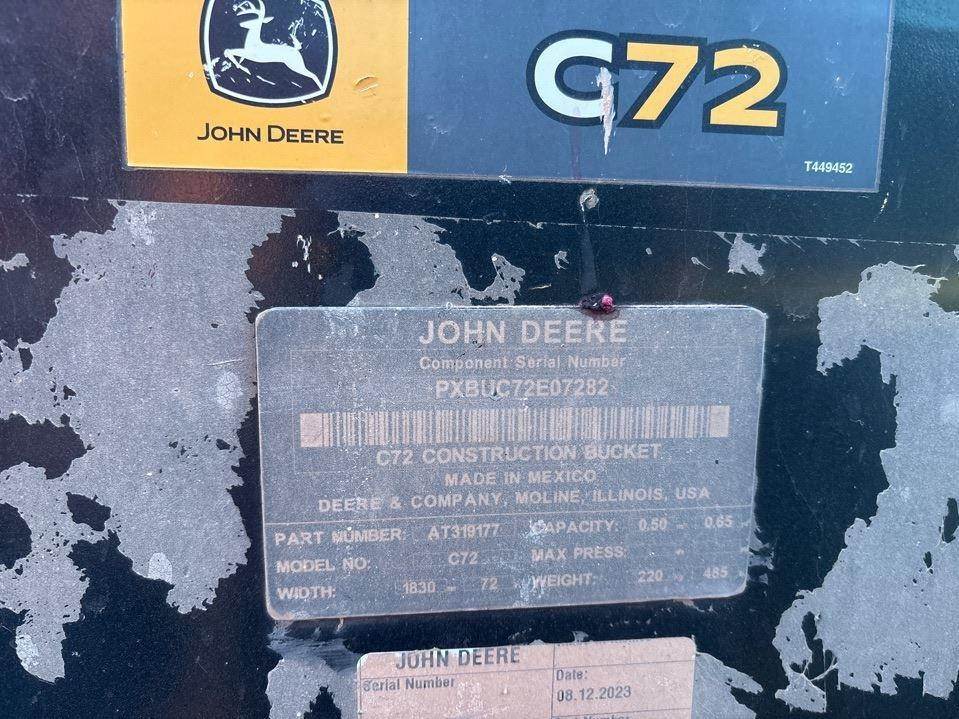 JOHN DEERE
C72
T449452
JOHN DEERE
Component Serial Number
PXBUC72E07282
C72 CONSTRUCTION BUCKET
MADE IN MEXICO
DEERE & COMPANY, MOLINE, ILLINOIS, USA
PART NUMBER: AT319177 CAPACITY: 0.50 0.65
MODEL NO: C72 MAX PRESS:
WIDTH: 1830 72 WEIGHT: 220 485
JOHN DEERE
Serial Number
Date:
08.12.2023